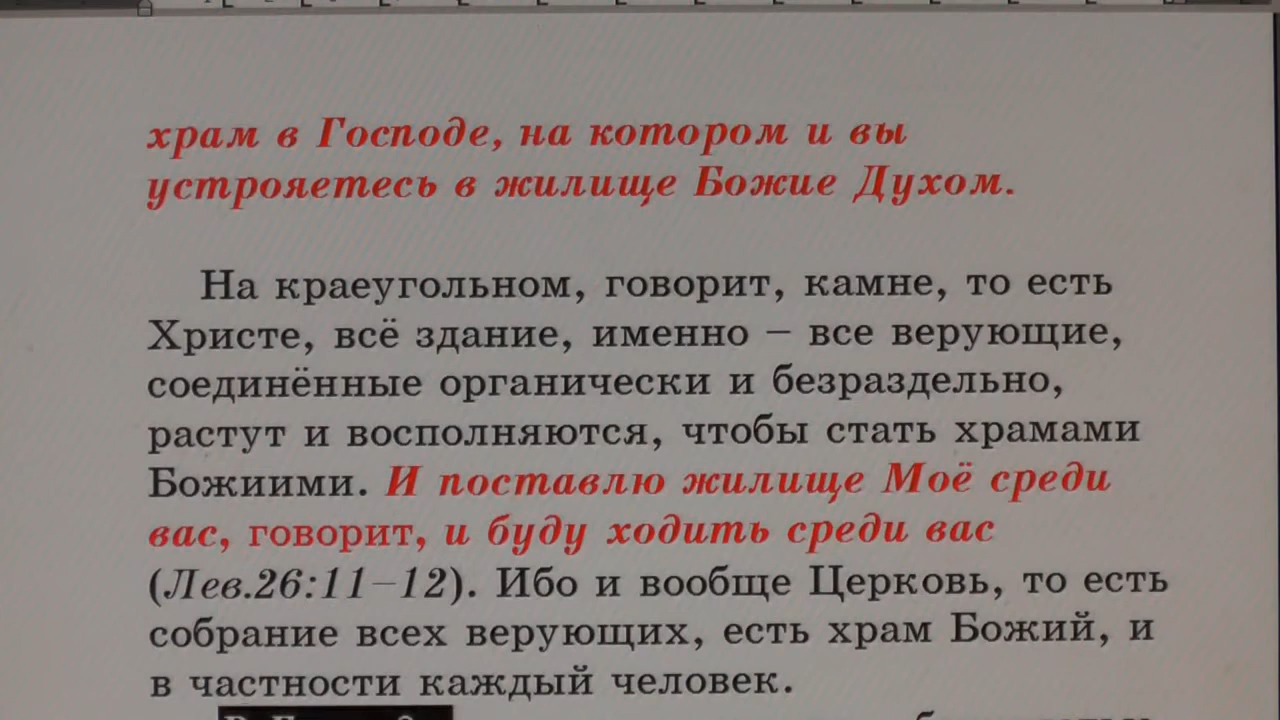 храм в Господе, на котором и вы
устрояетесь в жилище Божие Духом.
На краеугольном, говорит, камне, то есть
Христе, всё здание, именно – все верующие,
соединённые органически и безраздельно,
растут и восполняются, чтобы стать храмами
Божиими. И поставлю жилище Моё среди
вас, говорит, и буду ходить среди вас
(Лев.26:11–12). Ибо и вообще Церковь, то есть
собрание всех верующих, есть храм Божий, и
в частности каждый человек.